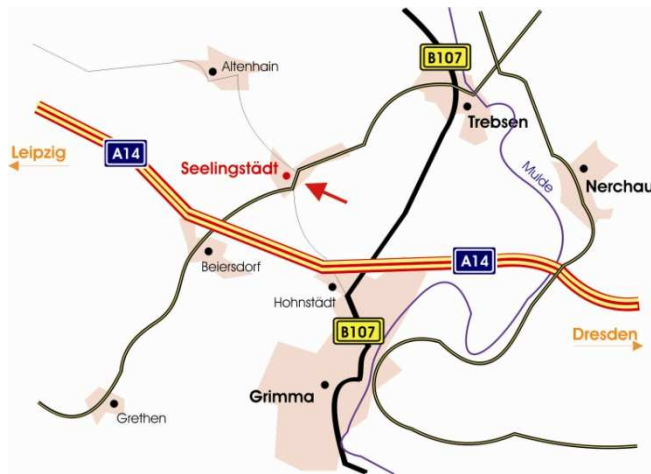 B107
Altenhain
Trebsen
Leipzig
A14
Seelingstädt
Mulde
Nerchau
Beiersdorf
A14
Hohnstädt
B107
Dresden
Grimma
Grethen